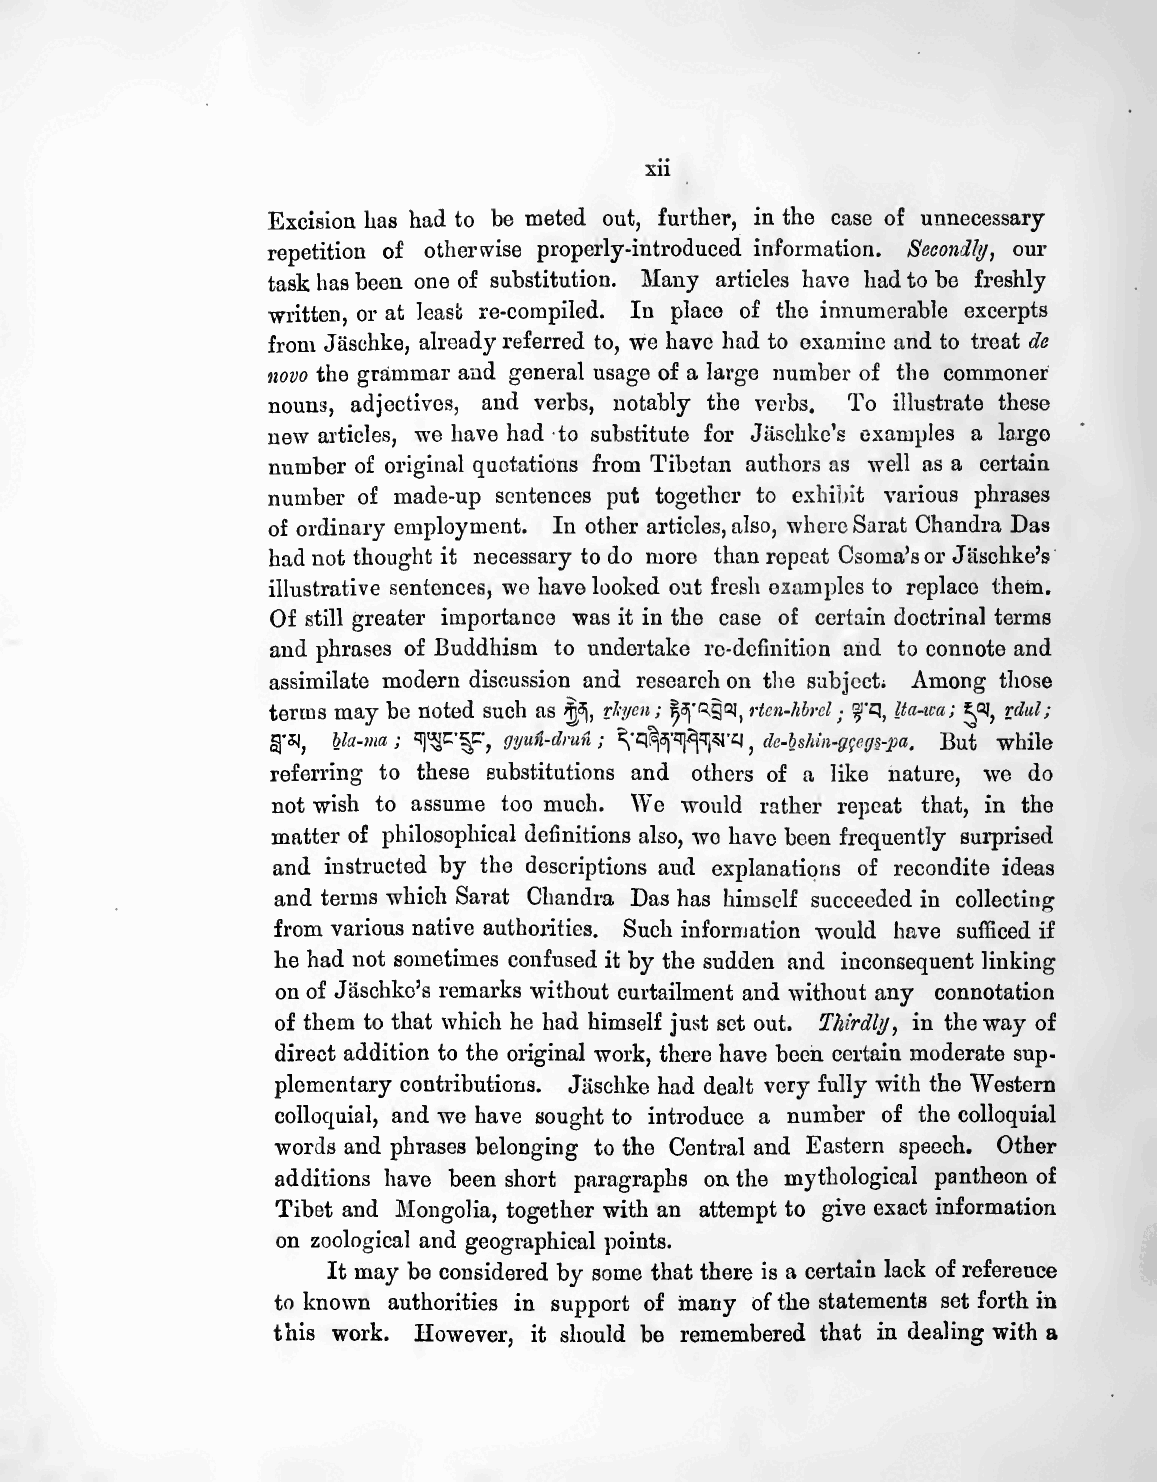 xii
Excision has had to be meted out, further, in the case of unnecessary
repetition of otherwise properly-introduced information. Secondly, our
task has been one of substitution. Many articles have had to be freshly
written, or at least re-compiled. In place of the innumerable excerpts
from Jäschke, already referred to, we have had to examine and to treat de
novo the grammar and general usage of a large number of the commoner
nouns, adjectives, and verbs, notably the verbs. To illustrate these
new articles, we have had to substitute for Jäschke's examples a large
number of original quotations from Tibetan authors as well as a certain
number of made-up sentences put together to exhibit various phrases
of ordinary employment. In other articles, also, where Sarat Chandra Das
had not thought it necessary to do more than repeat Csoma's or Jäschke's
illustrative sentences, we have looked out fresh examples to replace them.
Of still greater importance was it in the case of certain doctrinal terms
and phrases of Buddhism to undertake re-definition and to connote and
assimilate modern discussion and research on the subject. Among those
terms may be noted such as རྐྱེན, r̤kyen; རྟེན་འབྲེལ, rten-hbrel; ལྟ་བ, l̤ta-wa; རྡུལ, r̤dul;
བླ་མ, b̤la-ma; གཡུང་དྲུང་, gyuṅ-druṅ; དེ་བཞིན་གཤེགས་པ, de-b̤shin-gçegs̤-pa. But while
referring to these substitutions and others of a like nature, we do
not wish to assume too much. We would rather repeat that, in the
matter of philosophical definitions also, we have been frequently surprised
and instructed by the descriptions and explanations of recondite ideas
and terms which Sarat Chandra Das has himself succeeded in collecting
from various native authorities. Such information would have sufficed if
he had not sometimes confused it by the sudden and inconsequent linking
on of Jäschke's remarks without curtailment and without any connotation
of them to that which he had himself just set out. Thirdly, in the way of
direct addition to the original work, there have been certain moderate sup-
plementary contributions. Jäschke had dealt very fully with the Western
colloquial, and we have sought to introduce a number of the colloquial
words and phrases belonging to the Central and Eastern speech. Other
additions have been short paragraphs on the mythological pantheon of
Tibet and Mongolia, together with an attempt to give exact information
on zoological and geographical points.
It may be considered by some that there is a certain lack of reference
to known authorities in support of many of the statements set forth in
this work. However, it should be remembered that in dealing with a